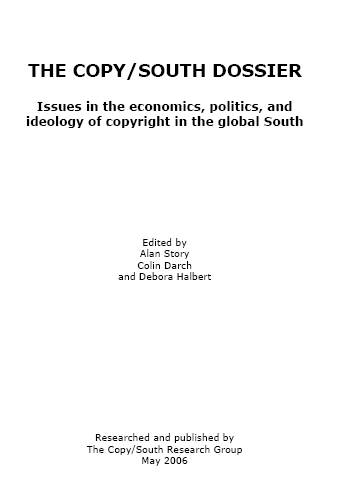 THE COPY/SOUTH DOSSIER
Issues in the economics, politics, and
ideology of copyright in the global South
Edited by
Alan Story
Colin Darch
and Debora Halbert
Researched and published by
The Copy/South Research Group
May 2006